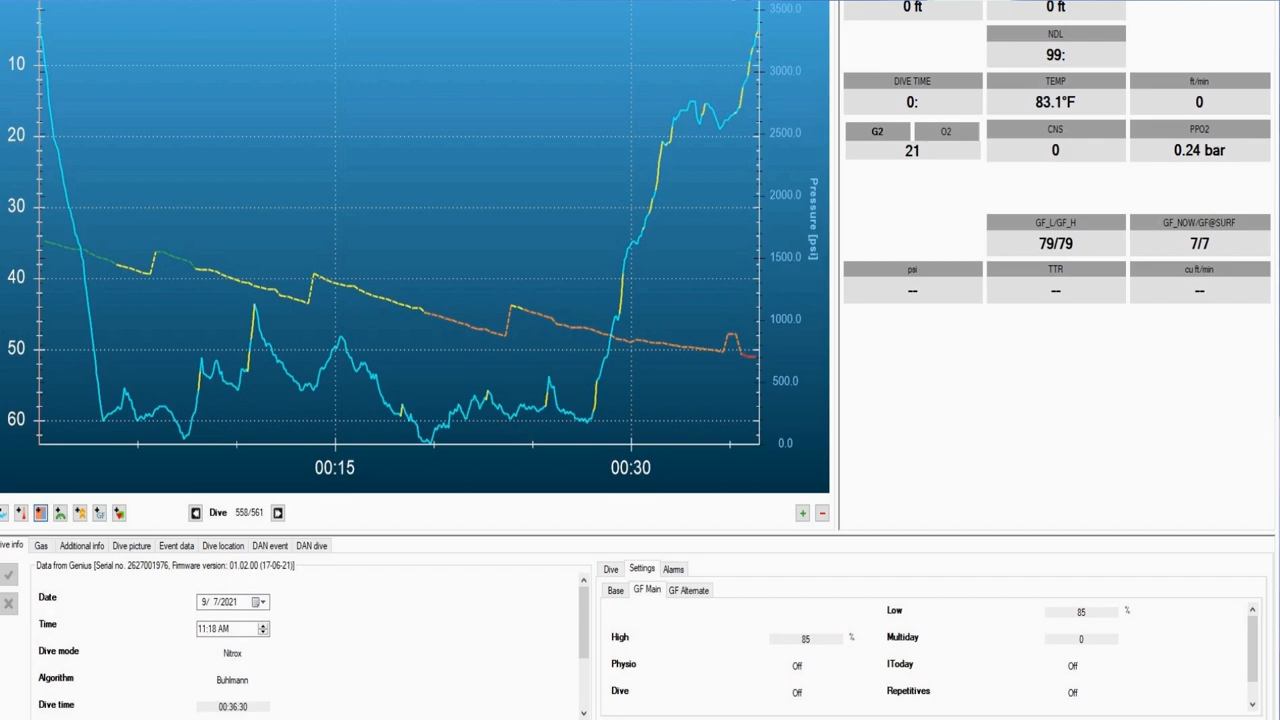 3500.0
0 ft
0 ft
NDL
99:
10
3000.0
DIVE TIME
TEMP
ft/min
0:
83.1°F
0
20
2500.0
G2
O2
CNS
PPO2
21
0
0.24 bar
30
2000.0
Pressure [psi]
GF_L/GF_H
GF_NOW/GF@SURF
79/79
7/7
1500.0
40
psi
TTR
cu ft/min
--
--
--
1000.0
50
500.0
60
0.0
00:15
00:30
Dive 558/561
ive info
Gas
Additional info
Dive picture
Event data
Dive location
DAN event
DAN dive
Data from Genius [Serial no. 2627001976, Firmware version: 01.02.00 (17-06-21)]
Date
9/ 7/2021
Time
11:18 AM
Dive mode
Nitrox
Algorithm
Buhlmann
Dive time
00:36:30
Dive
Settings
Alarms
Base
GF Main
GF Alternate
Low
85
%
High
85
%
Multiday
0
Physio
Off
IToday
Off
Dive
Off
Repetitives
Off